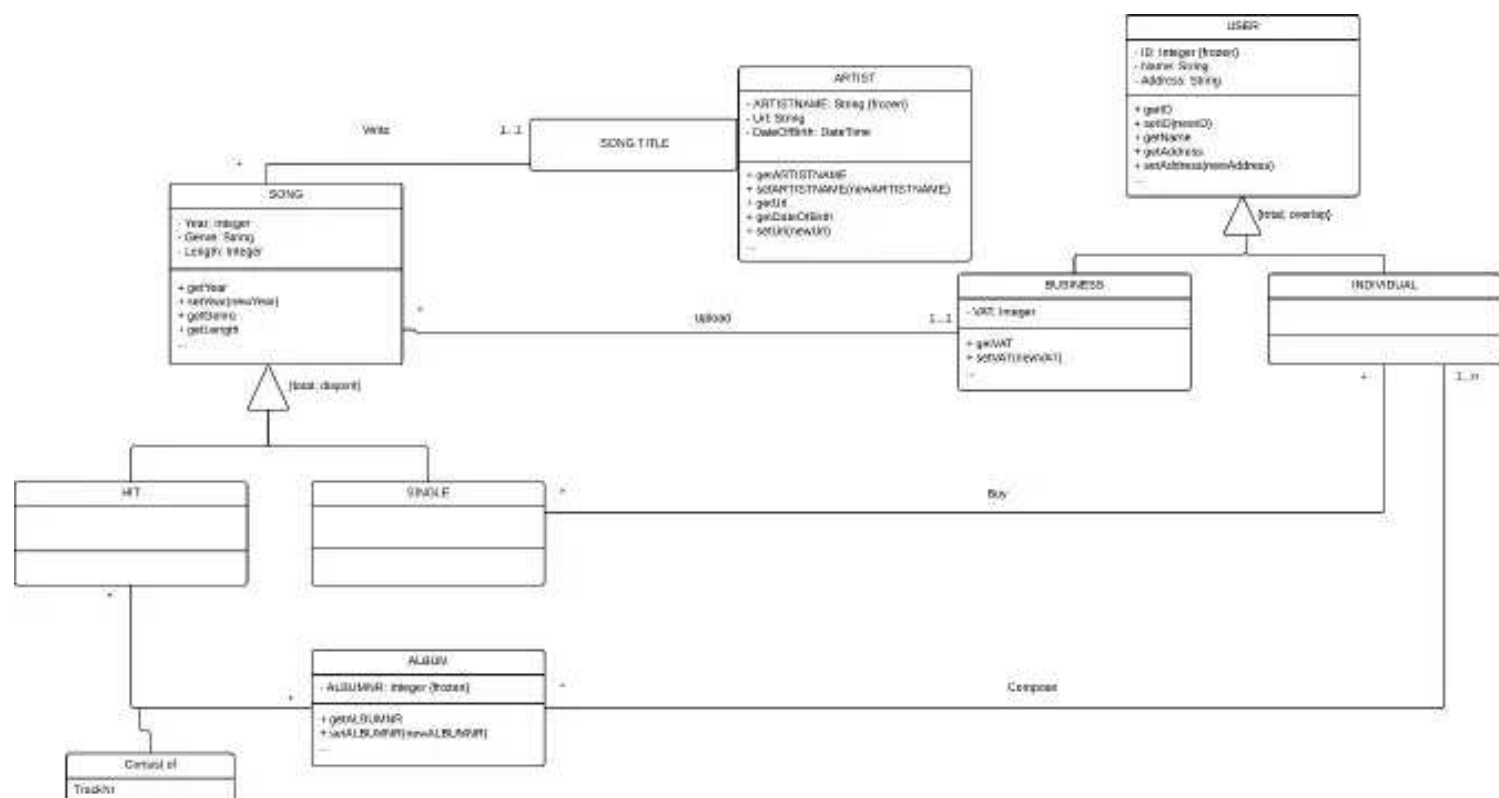 USER
- ID: Integer {frozen}
- Name: String
- Address: String
+ getID
+ setID(newID)
+ getName
+ getAddress
+ setAddress(newAddress)
...
ARTIST
- ARTISTNAME: String {frozen}
- Url: String
- DateOfBirth: DateTime
+ getARTISTNAME
+ setARTISTNAME(newARTISTNAME)
+ getUrl
+ getDateOfBirth
+ setUrl(newUrl)
...
Write
1..1
SONG TITLE
*
SONG
- Year: Integer
- Genre: String
- Length: Integer
+ getYear
+ setYear(newYear)
+ getGenre
+ getLength
...
{total, overlap}
*
Upload
1..1
BUSINESS
- VAT: Integer
+ getVAT
+ setVAT(newVAT)
...
INDIVIDUAL
*
1..n
{total, disjoint}
HIT
SINGLE
*
Buy
*
ALBUM
- ALBUMNR: Integer {frozen}
+ getALBUMNR
+ setALBUMNR(newALBUMNR)
...
*
*
Compose
Consist of
TrackNr